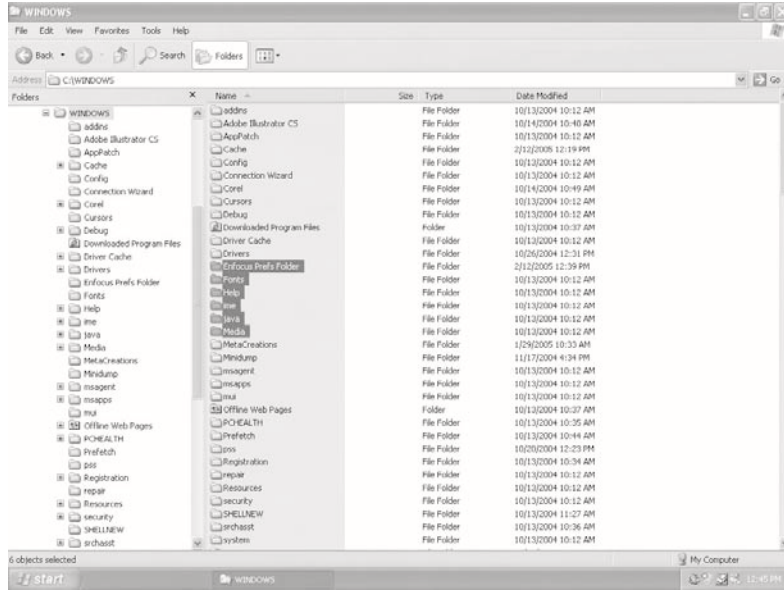 WINDOWS
File Edit View Favorites Tools Help
Back Search Folders
Address C:\WINDOWS Go
Folders × Name Size Type Date Modified
WINDOWS
addins
Adobe Illustrator CS
AppPatch
Cache
Config
Connection Wizard
Corel
Cursors
Debug
Downloaded Program Files
Driver Cache
Drivers
Enfocus Prefs Folder
Fonts
Help
ime
java
Media
MetaCreations
Minidump
msagent
msapps
mui
Offline Web Pages
PCHEALTH
Prefetch
pss
Registration
repair
Resources
security
SHELLNEW
srchasst
addins File Folder 10/13/2004 10:12 AM
Adobe Illustrator CS File Folder 10/14/2004 10:48 AM
AppPatch File Folder 10/13/2004 10:12 AM
Cache File Folder 2/12/2005 12:19 PM
Config File Folder 10/13/2004 10:12 AM
Connection Wizard File Folder 10/13/2004 10:12 AM
Corel File Folder 10/14/2004 10:49 AM
Cursors File Folder 10/13/2004 10:12 AM
Debug File Folder 10/13/2004 10:12 AM
Downloaded Program Files Folder 10/13/2004 10:37 AM
Driver Cache File Folder 10/13/2004 10:12 AM
Drivers File Folder 10/26/2004 12:31 PM
Enfocus Prefs Folder File Folder 2/12/2005 12:39 PM
Fonts File Folder 10/13/2004 10:12 AM
Help File Folder 10/13/2004 10:12 AM
ime File Folder 10/13/2004 10:12 AM
java File Folder 10/13/2004 10:12 AM
Media File Folder 10/13/2004 10:12 AM
MetaCreations File Folder 1/29/2005 10:33 AM
Minidump File Folder 11/17/2004 4:34 PM
msagent File Folder 10/13/2004 10:12 AM
msapps File Folder 10/13/2004 10:12 AM
mui File Folder 10/13/2004 10:12 AM
Offline Web Pages Folder 10/13/2004 10:37 AM
PCHEALTH File Folder 10/13/2004 10:35 AM
Prefetch File Folder 10/13/2004 10:44 AM
pss File Folder 10/20/2004 12:23 PM
Registration File Folder 10/13/2004 10:34 AM
repair File Folder 10/13/2004 10:12 AM
Resources File Folder 10/13/2004 10:12 AM
security File Folder 10/13/2004 10:12 AM
SHELLNEW File Folder 10/13/2004 11:27 AM
srchasst File Folder 10/13/2004 10:36 AM
system File Folder 10/13/2004 10:12 AM
6 objects selected My Computer
start WINDOWS 12:45 PM